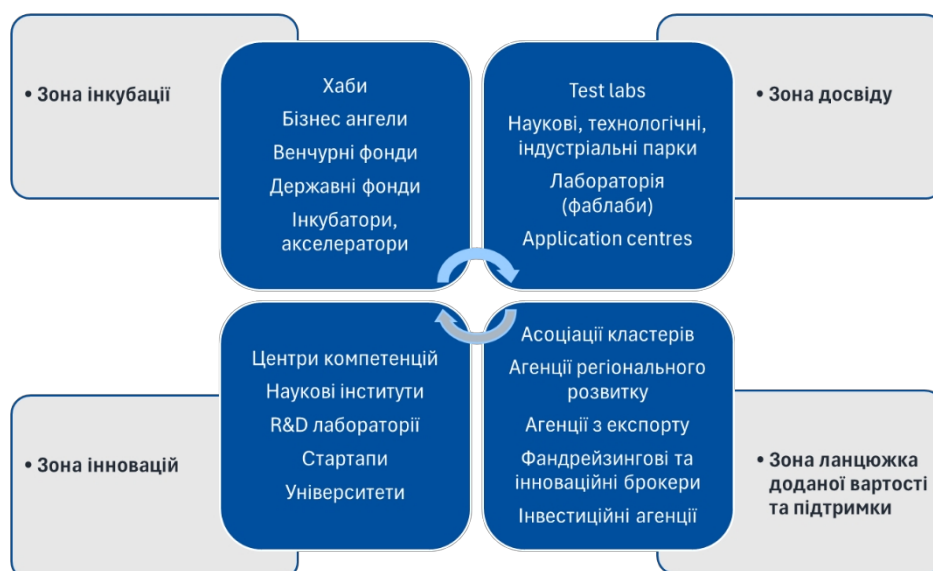 • Зона інкубації
Хаби
Бізнес ангели
Венчурні фонди
Державні фонди
Інкубатори,
акселератори
Test labs
Наукові, технологічні,
індустріальні парки
Лабораторія
(фаблаби)
Application centres
• Зона досвіду
• Зона інновацій
Центри компетенцій
Наукові інститути
R&D лабораторії
Стартапи
Університети
Асоціації кластерів
Агенції регіонального
розвитку
Агенції з експорту
Фандрейзингові та
інноваційні брокери
Інвестиційні агенції
• Зона ланцюжка
доданої вартості
та підтримки